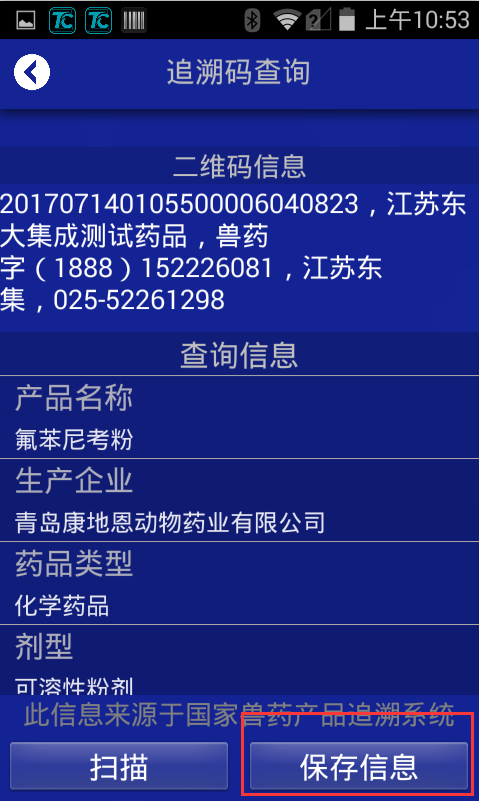 TC TC ? 上午10:53
追溯码查询
二维码信息
20170714010550006040823，江苏东
大集成测试药品，兽药
字（1888）152226081，江苏东
集，025-52261298
查询信息
产品名称
氟苯尼考粉
生产企业
青岛康地恩动物药业有限公司
药品类型
化学药品
剂型
可溶性粉剂
此信息来源于国家兽药产品追溯系统
扫描 保存信息